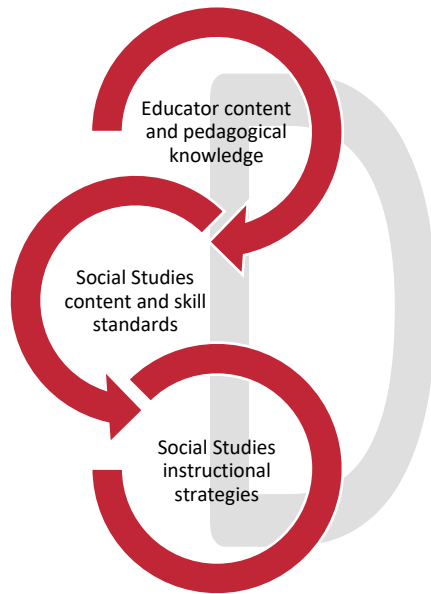 Educator content
and pedagogical
knowledge
Social Studies
content and skill
standards
Social Studies
instructional
strategies